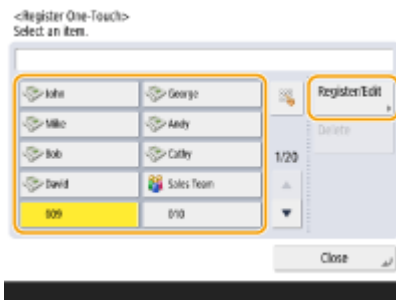 <Register One-Touch>
Select an item.
John George
Register/Edit
Mike Andy
Delete
Bob Cathy
1/20
David Sales Team
009 010
Close